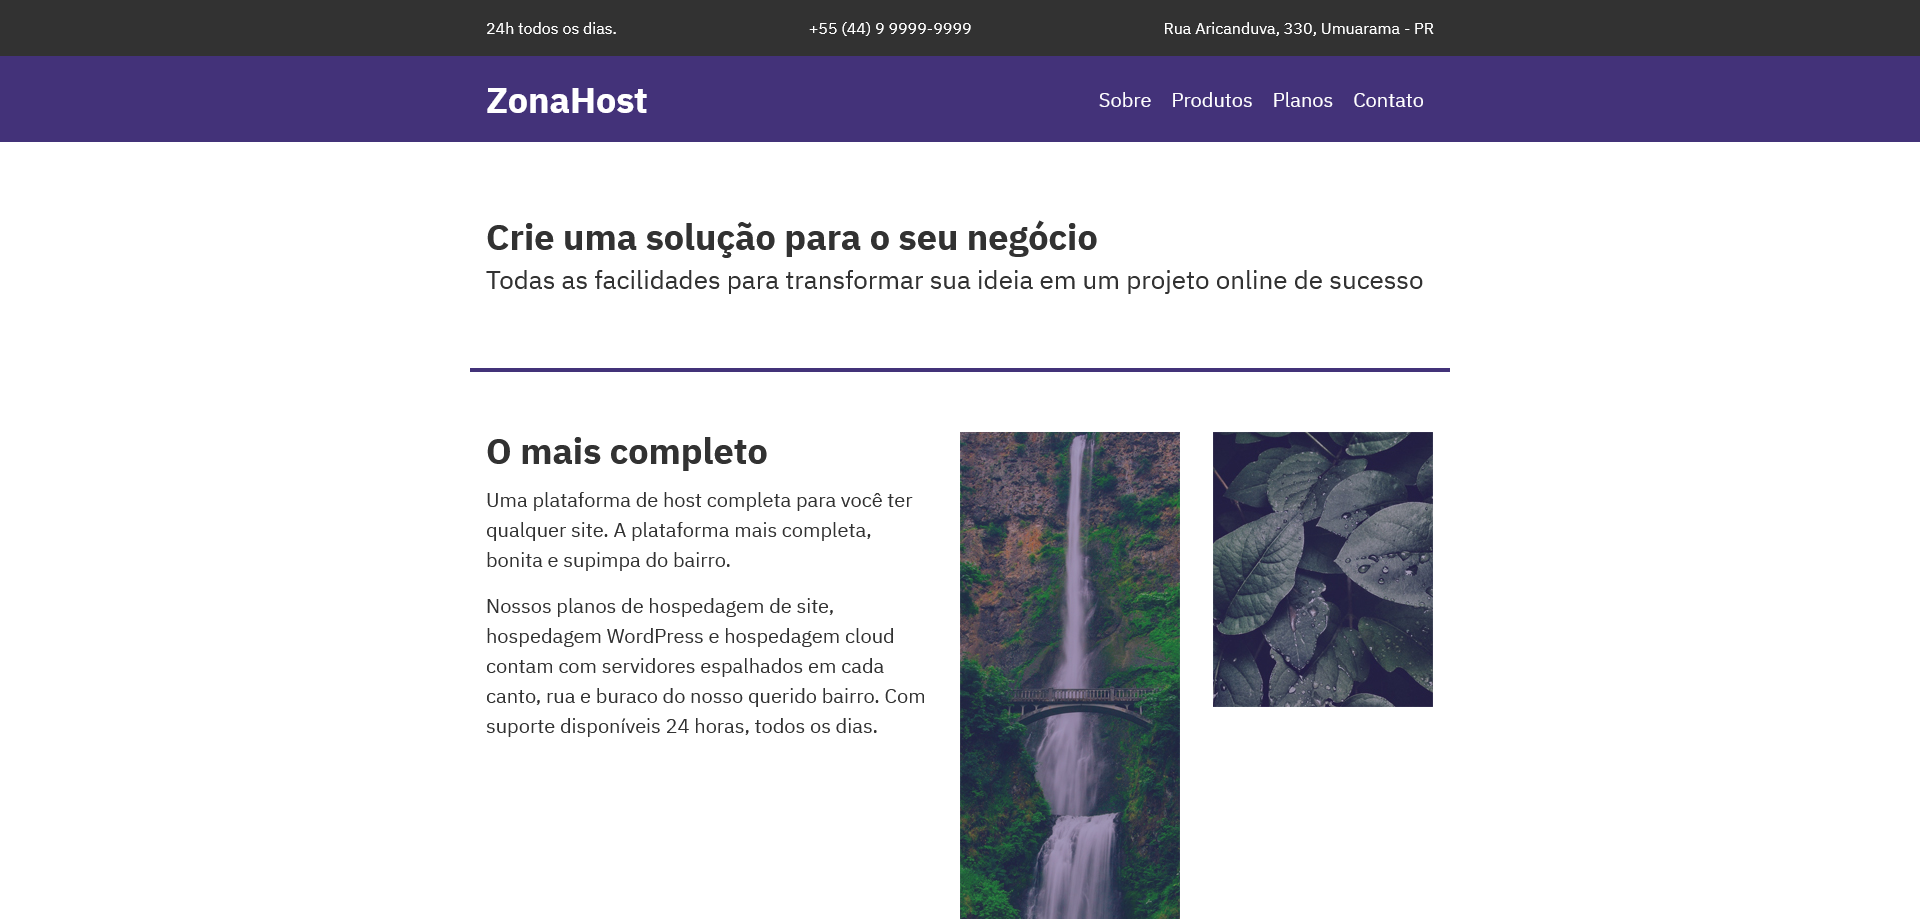 24h todos os dias.
+55 (44) 9 9999-9999
Rua Aricanduva, 330, Umuarama - PR
ZonaHost
Sobre
Produtos
Planos
Contato
Crie uma solução para o seu negócio
Todas as facilidades para transformar sua ideia em um projeto online de sucesso
O mais completo
Uma plataforma de host completa para você ter
qualquer site. A plataforma mais completa,
bonita e supimpa do bairro.
Nossos planos de hospedagem de site,
hospedagem WordPress e hospedagem cloud
contam com servidores espalhados em cada
canto, rua e buraco do nosso querido bairro. Com
suporte disponíveis 24 horas, todos os dias.